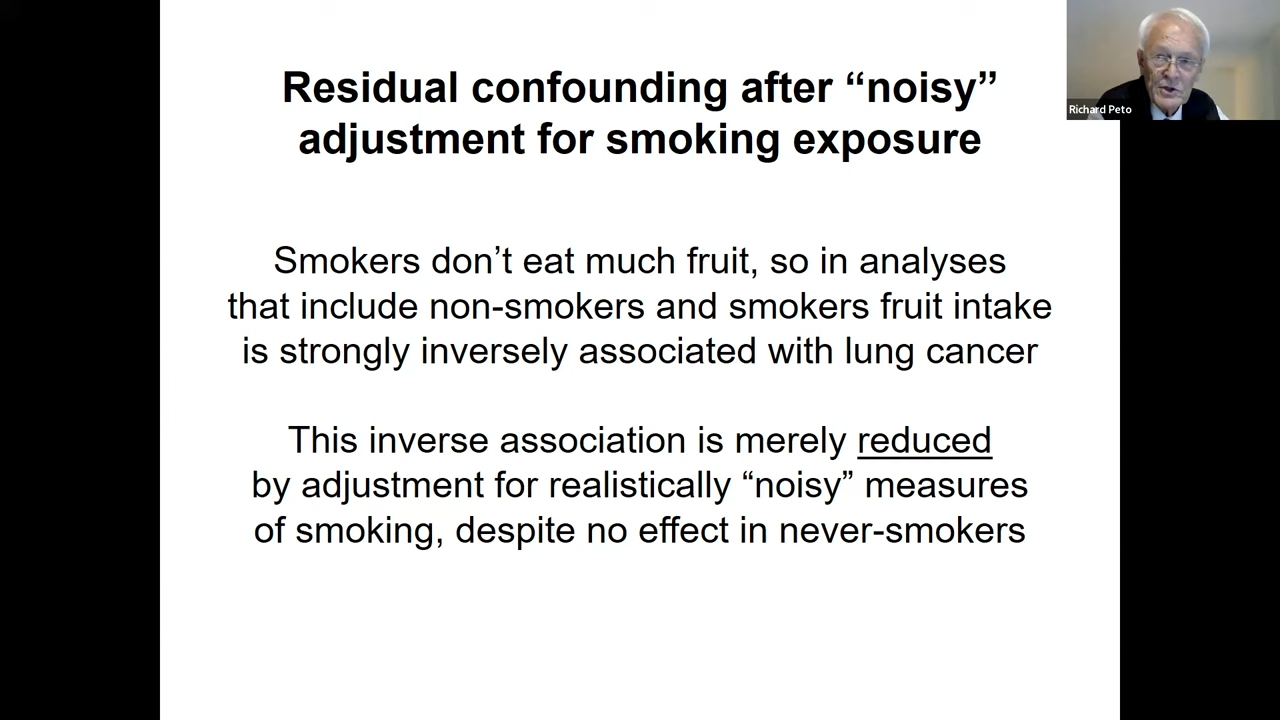 Residual confounding after “noisy”
adjustment for smoking exposure
Richard Peto
Smokers don’t eat much fruit, so in analyses
that include non-smokers and smokers fruit intake
is strongly inversely associated with lung cancer
This inverse association is merely reduced
by adjustment for realistically “noisy” measures
of smoking, despite no effect in never-smokers